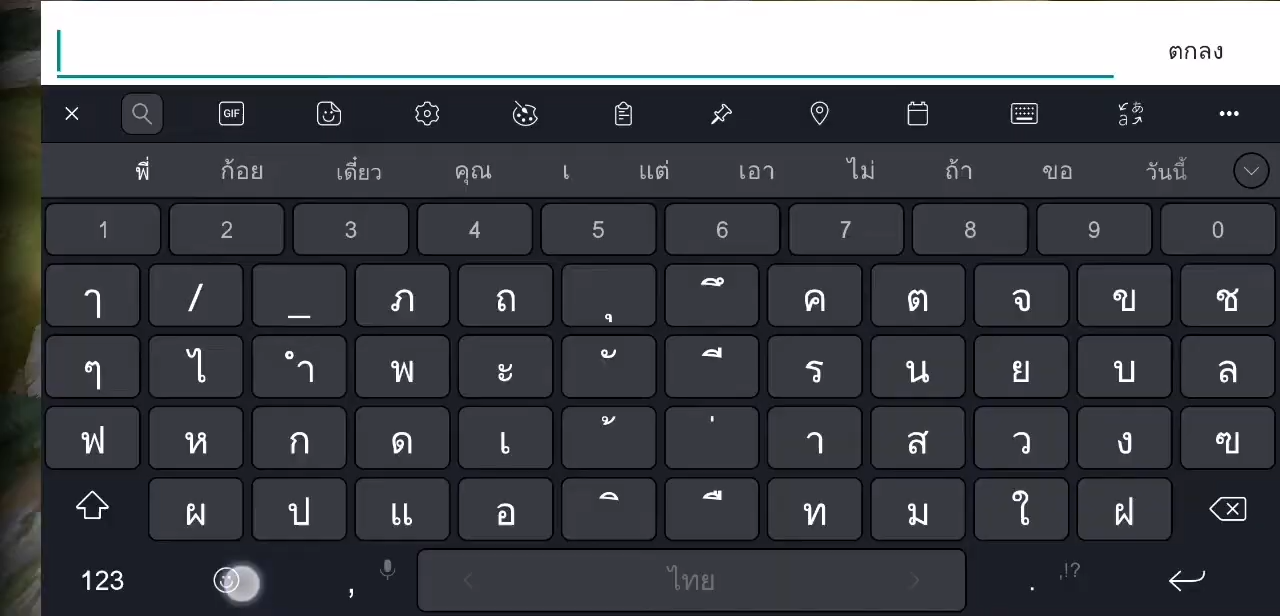 ตกลง
GIF
พี่ ก้อย เดี๋ยว คุณ เ แต่ เอา ไม่ ถ้า ขอ วันนี้
1 2 3 4 5 6 7 8 9 0
ๅ / _ ภ ถ ุ ึ ค ต จ ข ช
ๆ ไ ำ พ ะ ั ี ร น ย บ ล
ฟ ห ก ด เ ้ ่ า ส ว ง ฃ
ผ ป แ อ ิ ื ท ม ใ ฝ
123 , ไทย . ,!?